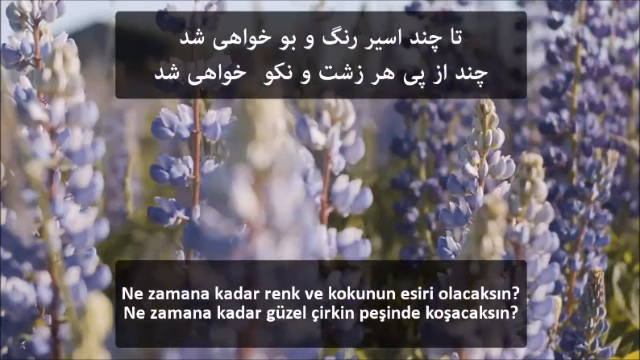 تا چند اسیر رنگ و بو خواهی شد
چند از پی هر زشت و نکو خواهی شد
Ne zamana kadar renk ve kokunun esiri olacaksın?
Ne zamana kadar güzel çirkin peşinde koşacaksın?